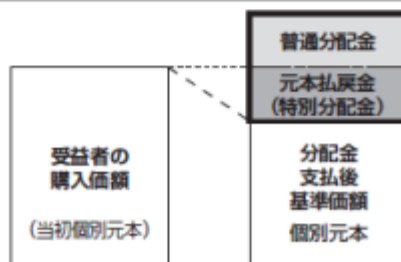 普通分配金
元本払戻金
（特別分配金）
受益者の
購入価額
（当初個別元本）
分配金
支払後
基準価額
個別元本